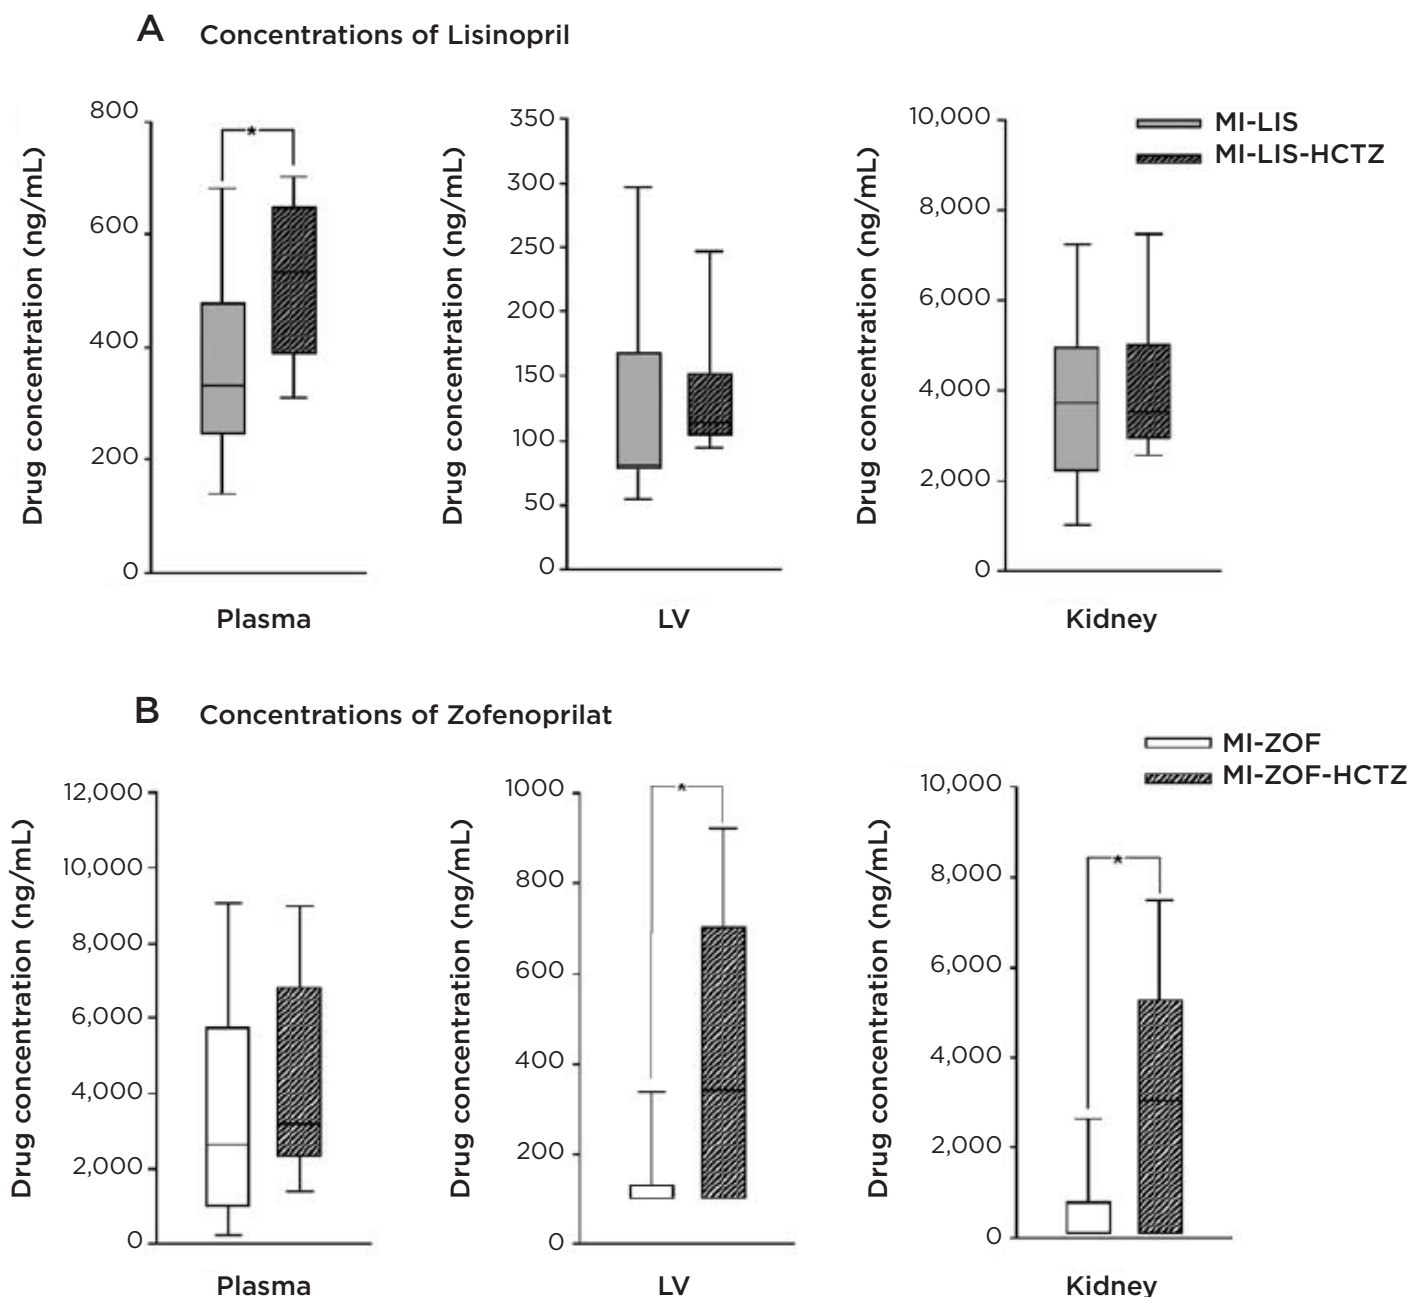 A Concentrations of Lisinopril
Drug concentration (ng/mL)
800
600
400
200
0
*
Plasma
Drug concentration (ng/mL)
350
300
250
200
150
100
50
0
LV
Drug concentration (ng/mL)
10,000
8,000
6,000
4,000
2,000
0
Kidney
MI-LIS
MI-LIS-HCTZ
B Concentrations of Zofenoprilat
Drug concentration (ng/mL)
12,000
10,000
8,000
6,000
4,000
2,000
0
Plasma
Drug concentration (ng/mL)
1000
800
600
400
200
0
*
LV
Drug concentration (ng/mL)
10,000
8,000
6,000
4,000
2,000
0
*
Kidney
MI-ZOF
MI-ZOF-HCTZ